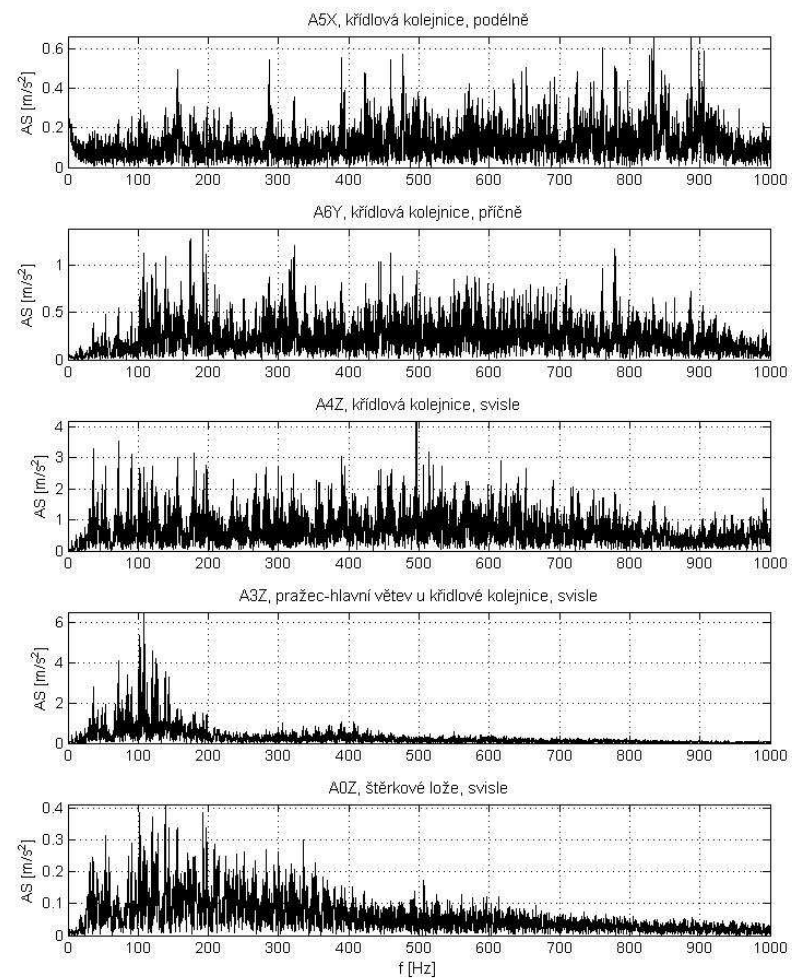 A5X, křídlová kolejnice, podélně
AS [m/s²]
0.6
0.4
0.2
0
0 100 200 300 400 500 600 700 800 900 1000
A6Y, křídlová kolejnice, příčně
AS [m/s²]
1
0.5
0
0 100 200 300 400 500 600 700 800 900 1000
A4Z, křídlová kolejnice, svisle
AS [m/s²]
4
3
2
1
0
0 100 200 300 400 500 600 700 800 900 1000
A3Z, pražec-hlavní větev u křídlové kolejnice, svisle
AS [m/s²]
6
4
2
0
0 100 200 300 400 500 600 700 800 900 1000
A0Z, štěrkové lože, svisle
AS [m/s²]
0.4
0.3
0.2
0.1
0
0 100 200 300 400 500 600 700 800 900 1000
f [Hz]